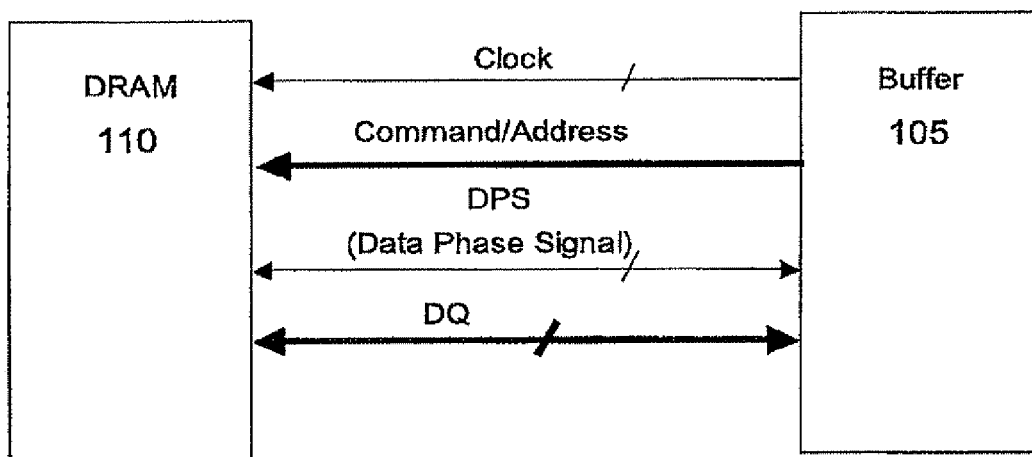 Clock
DRAM
110
Buffer
105
Command/Address
DPS
(Data Phase Signal)
DQ